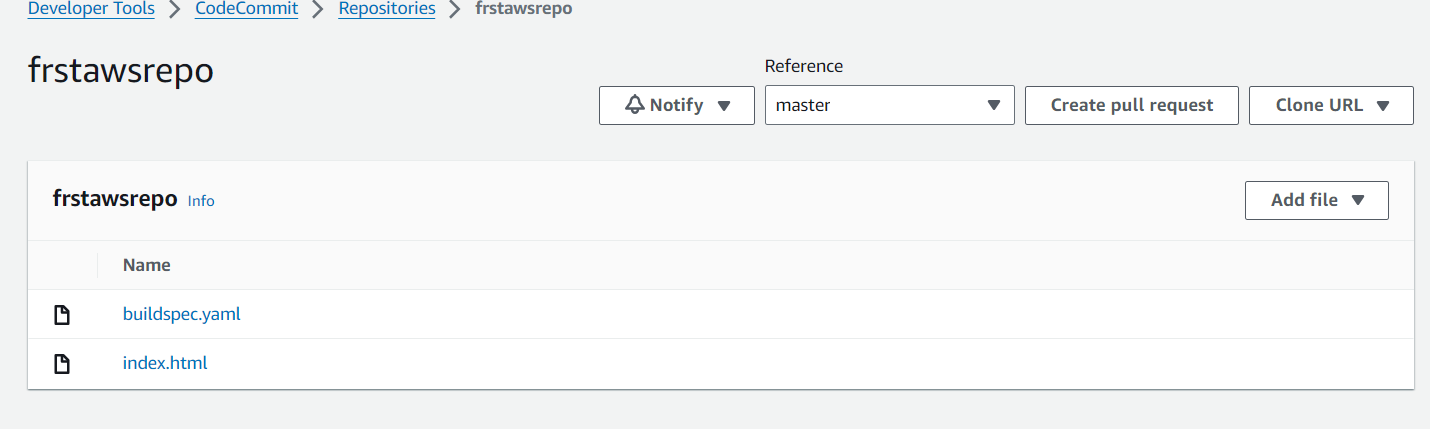 Developer Tools CodeCommit Repositories frstawsrepo
frstawsrepo
Reference
Notify master Create pull request Clone URL
frstawsrepo Info Add file
Name
buildspec.yaml
index.html